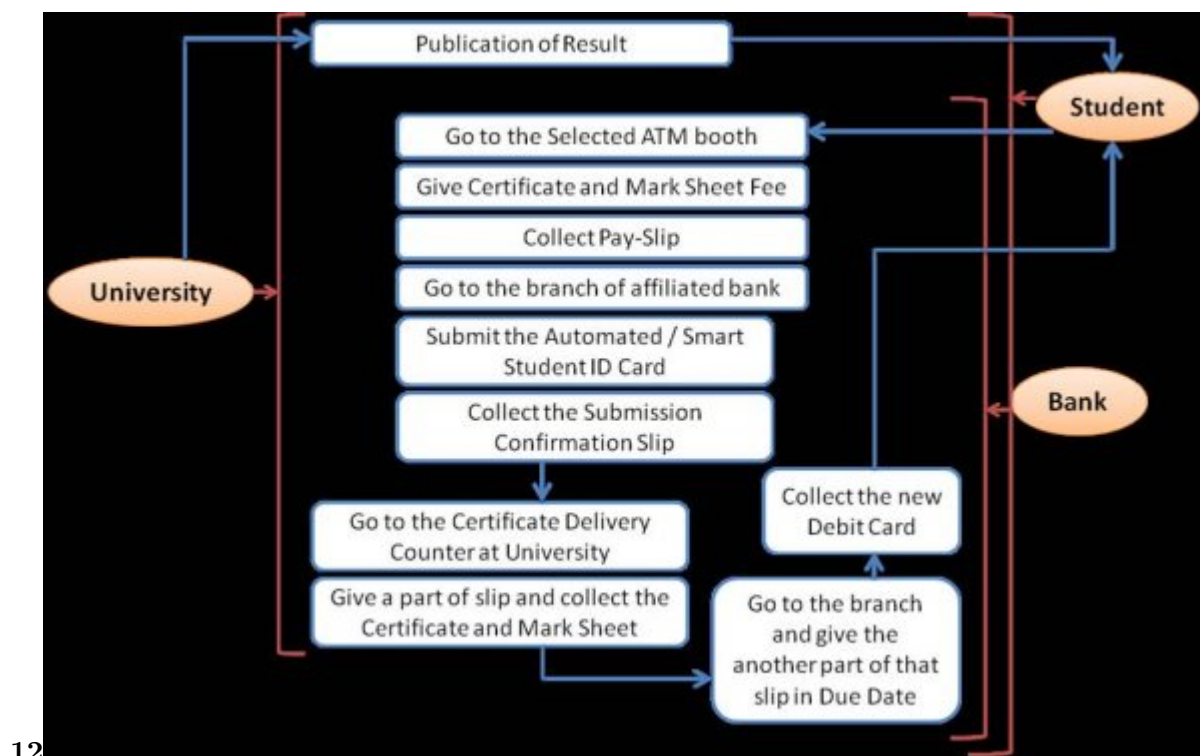 Publication of Result
Student
Go to the Selected ATM booth
Give Certificate and Mark Sheet Fee
Collect Pay-Slip
University
Go to the branch of affiliated bank
Submit the Automated / Smart
Student ID Card
Bank
Collect the Submission
Confirmation Slip
Collect the new
Debit Card
Go to the Certificate Delivery
Counter at University
Give a part of slip and collect the
Certificate and Mark Sheet
Go to the branch
and give the
another part of that
slip in Due Date
12